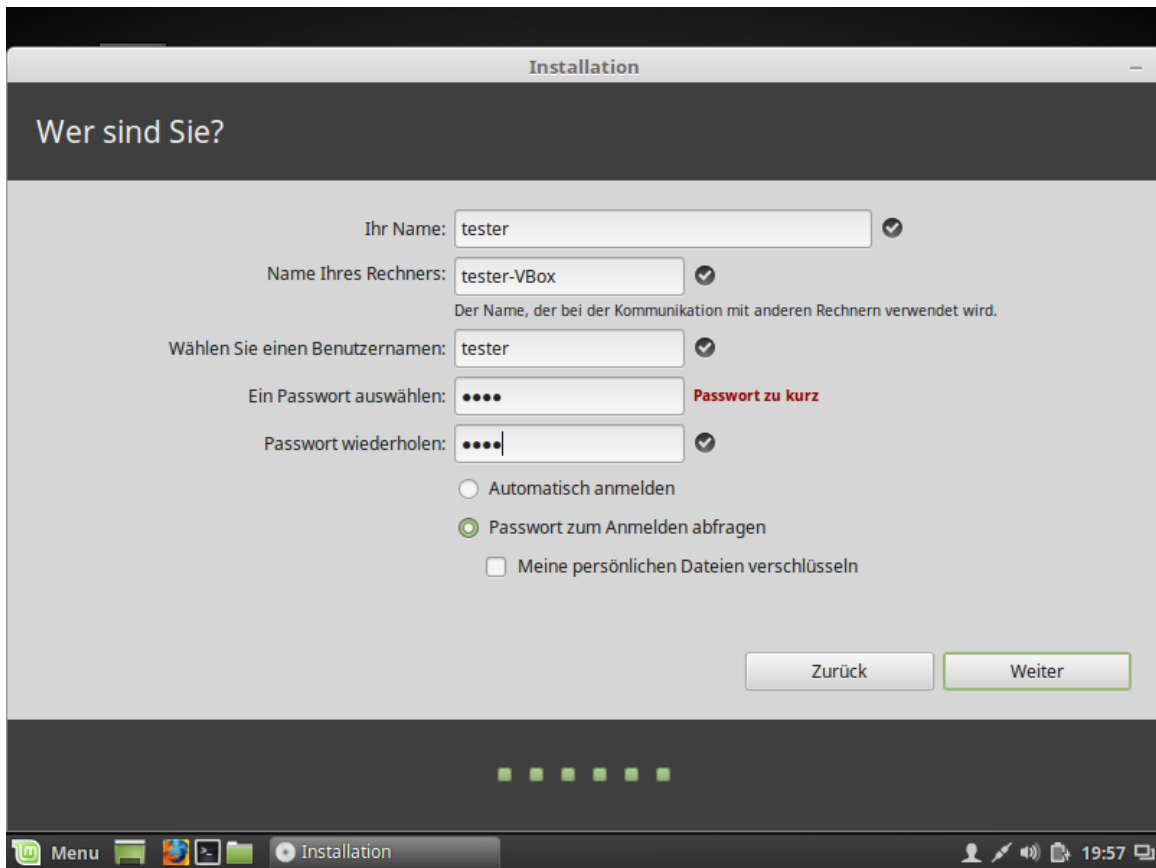 Installation
Wer sind Sie?
Ihr Name: tester
Name Ihres Rechners: tester-VBox
Der Name, der bei der Kommunikation mit anderen Rechnern verwendet wird.
Wählen Sie einen Benutzernamen: tester
Ein Passwort auswählen: ●●●● Passwort zu kurz
Passwort wiederholen: ●●●●
Automatisch anmelden
Passwort zum Anmelden abfragen
Meine persönlichen Dateien verschlüsseln
Zurück Weiter
Menu Installation 19:57